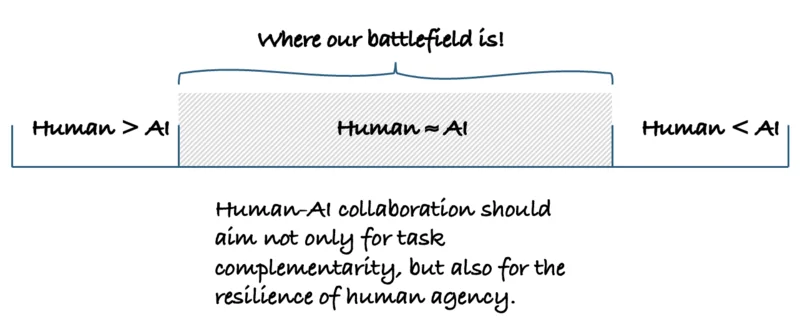 Where our battlefield is!
Human > AI
Human ≈ AI
Human < AI
Human-AI collaboration should
aim not only for task
complementarity, but also for the
resilience of human agency.